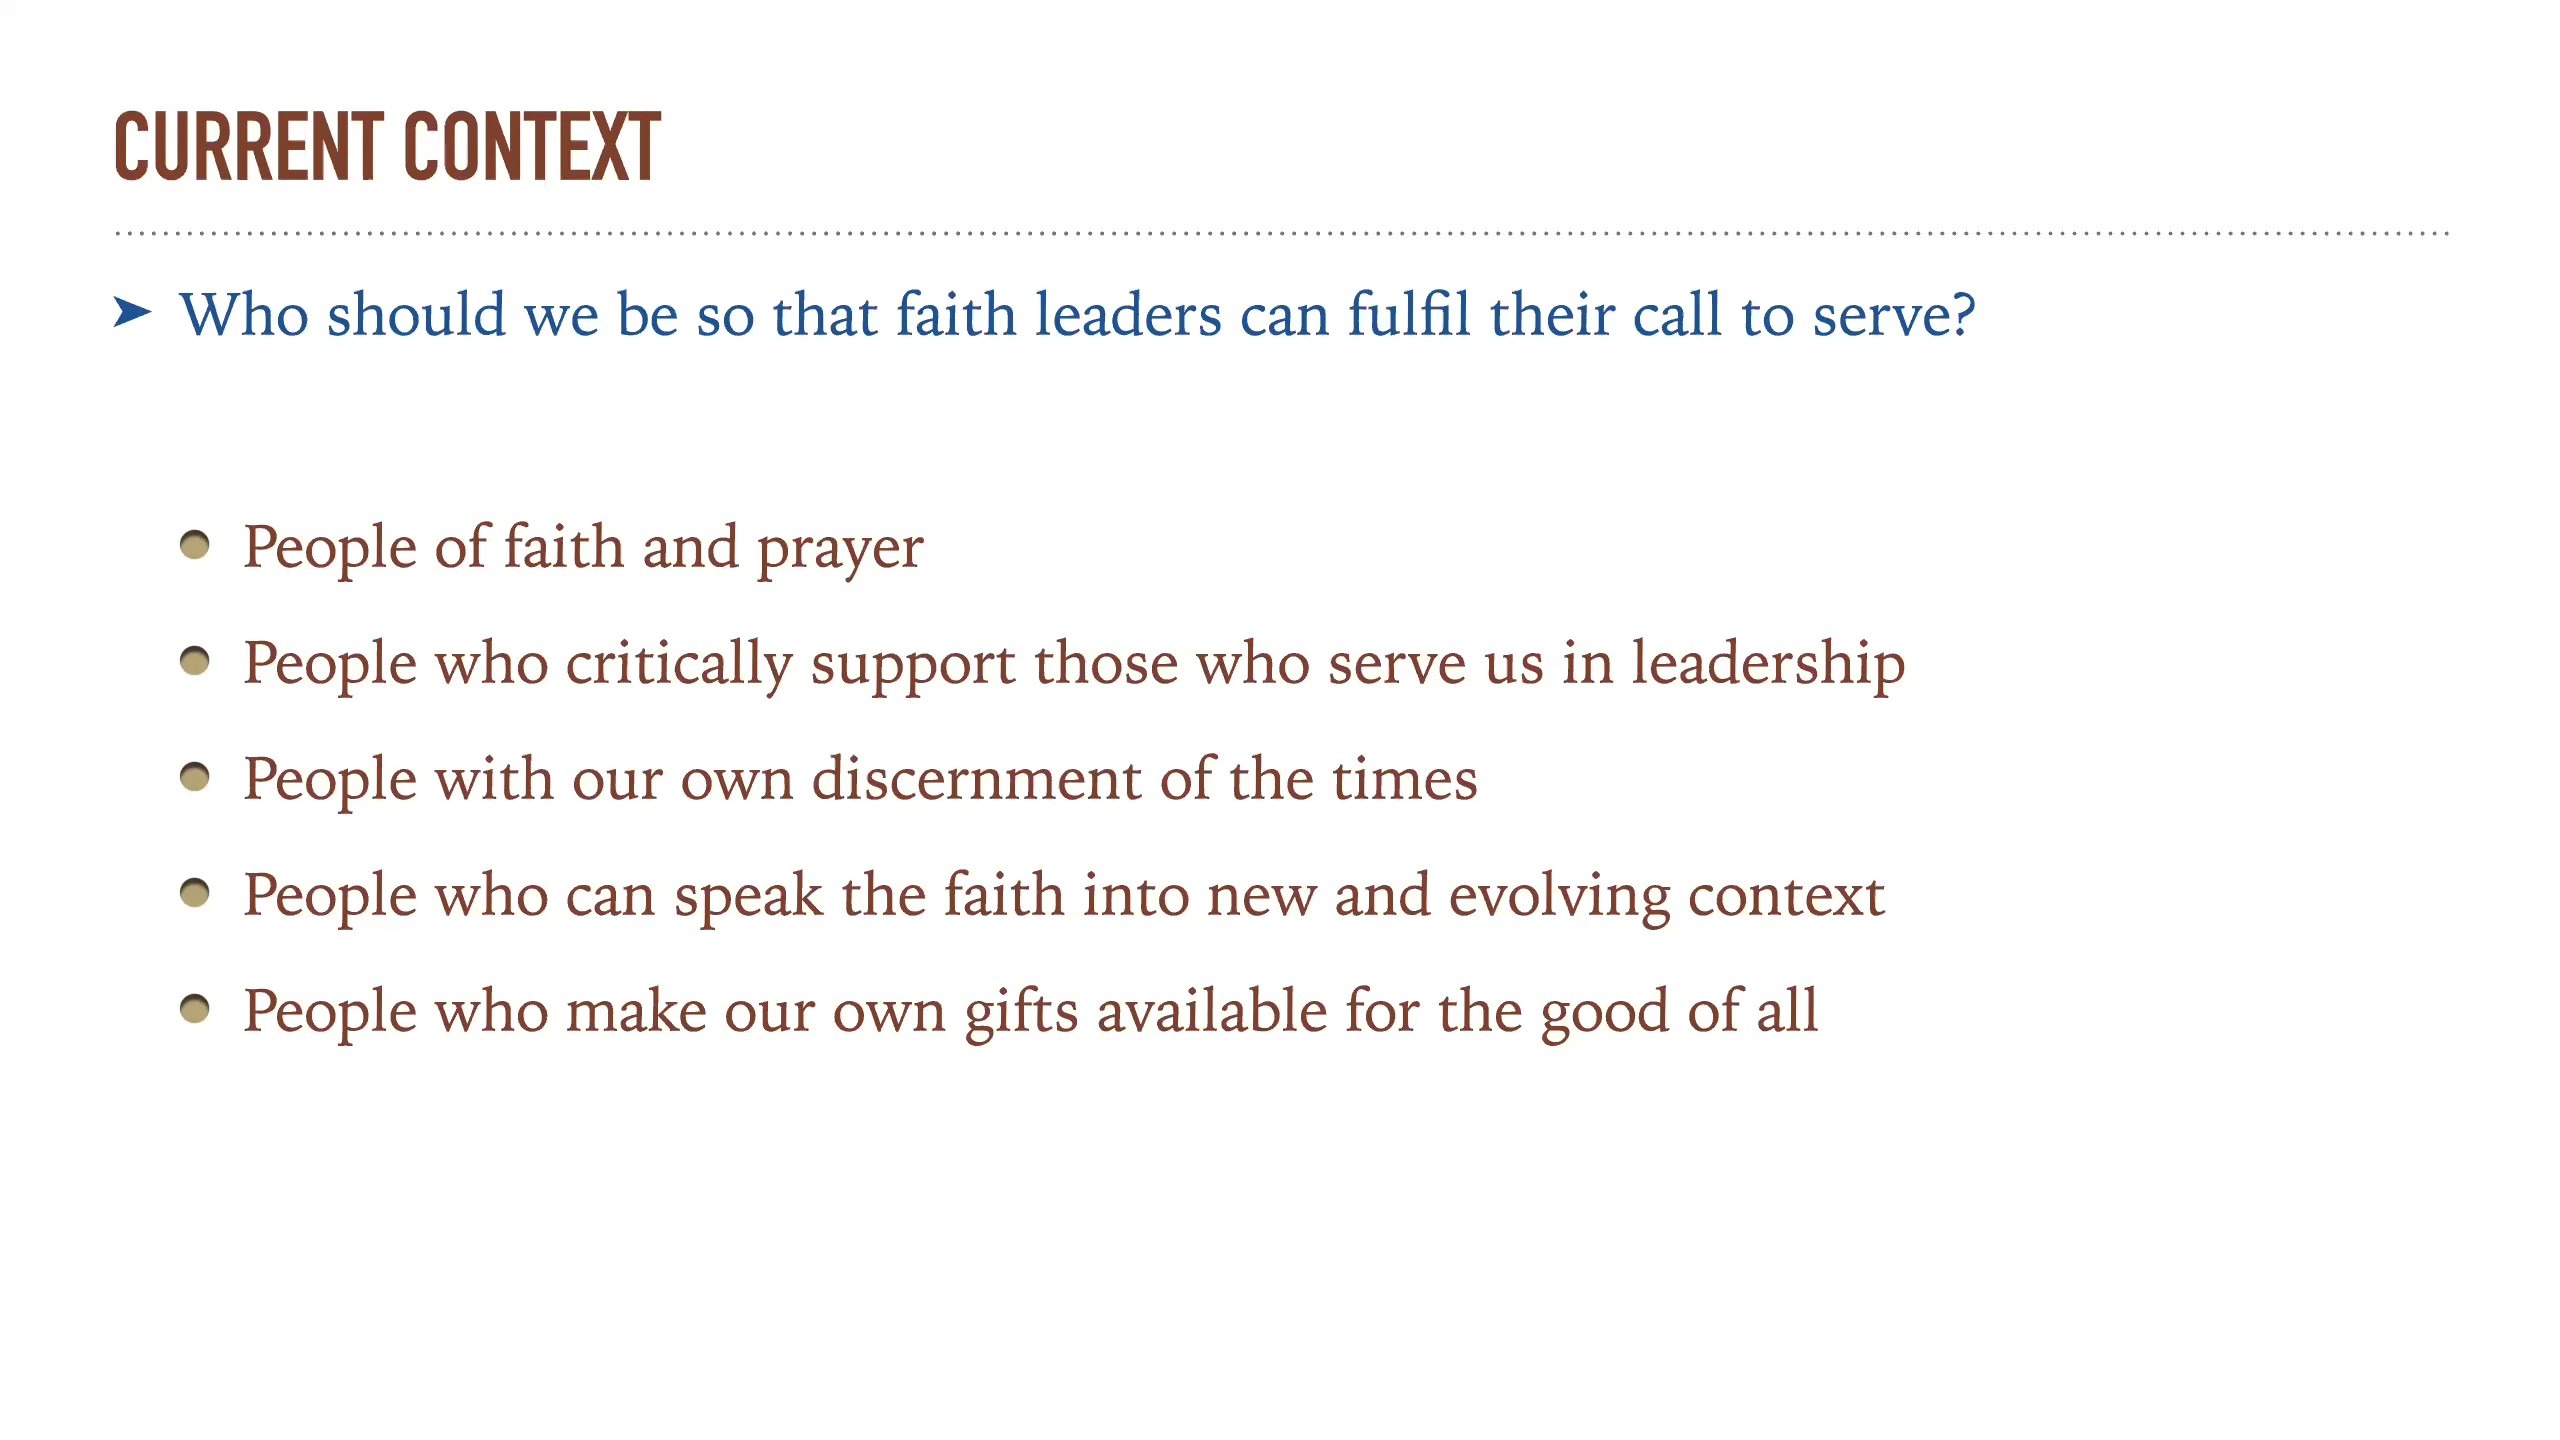 CURRENT CONTEXT
➤ Who should we be so that faith leaders can fulfil their call to serve?
● People of faith and prayer
● People who critically support those who serve us in leadership
● People with our own discernment of the times
● People who can speak the faith into new and evolving context
● People who make our own gifts available for the good of all